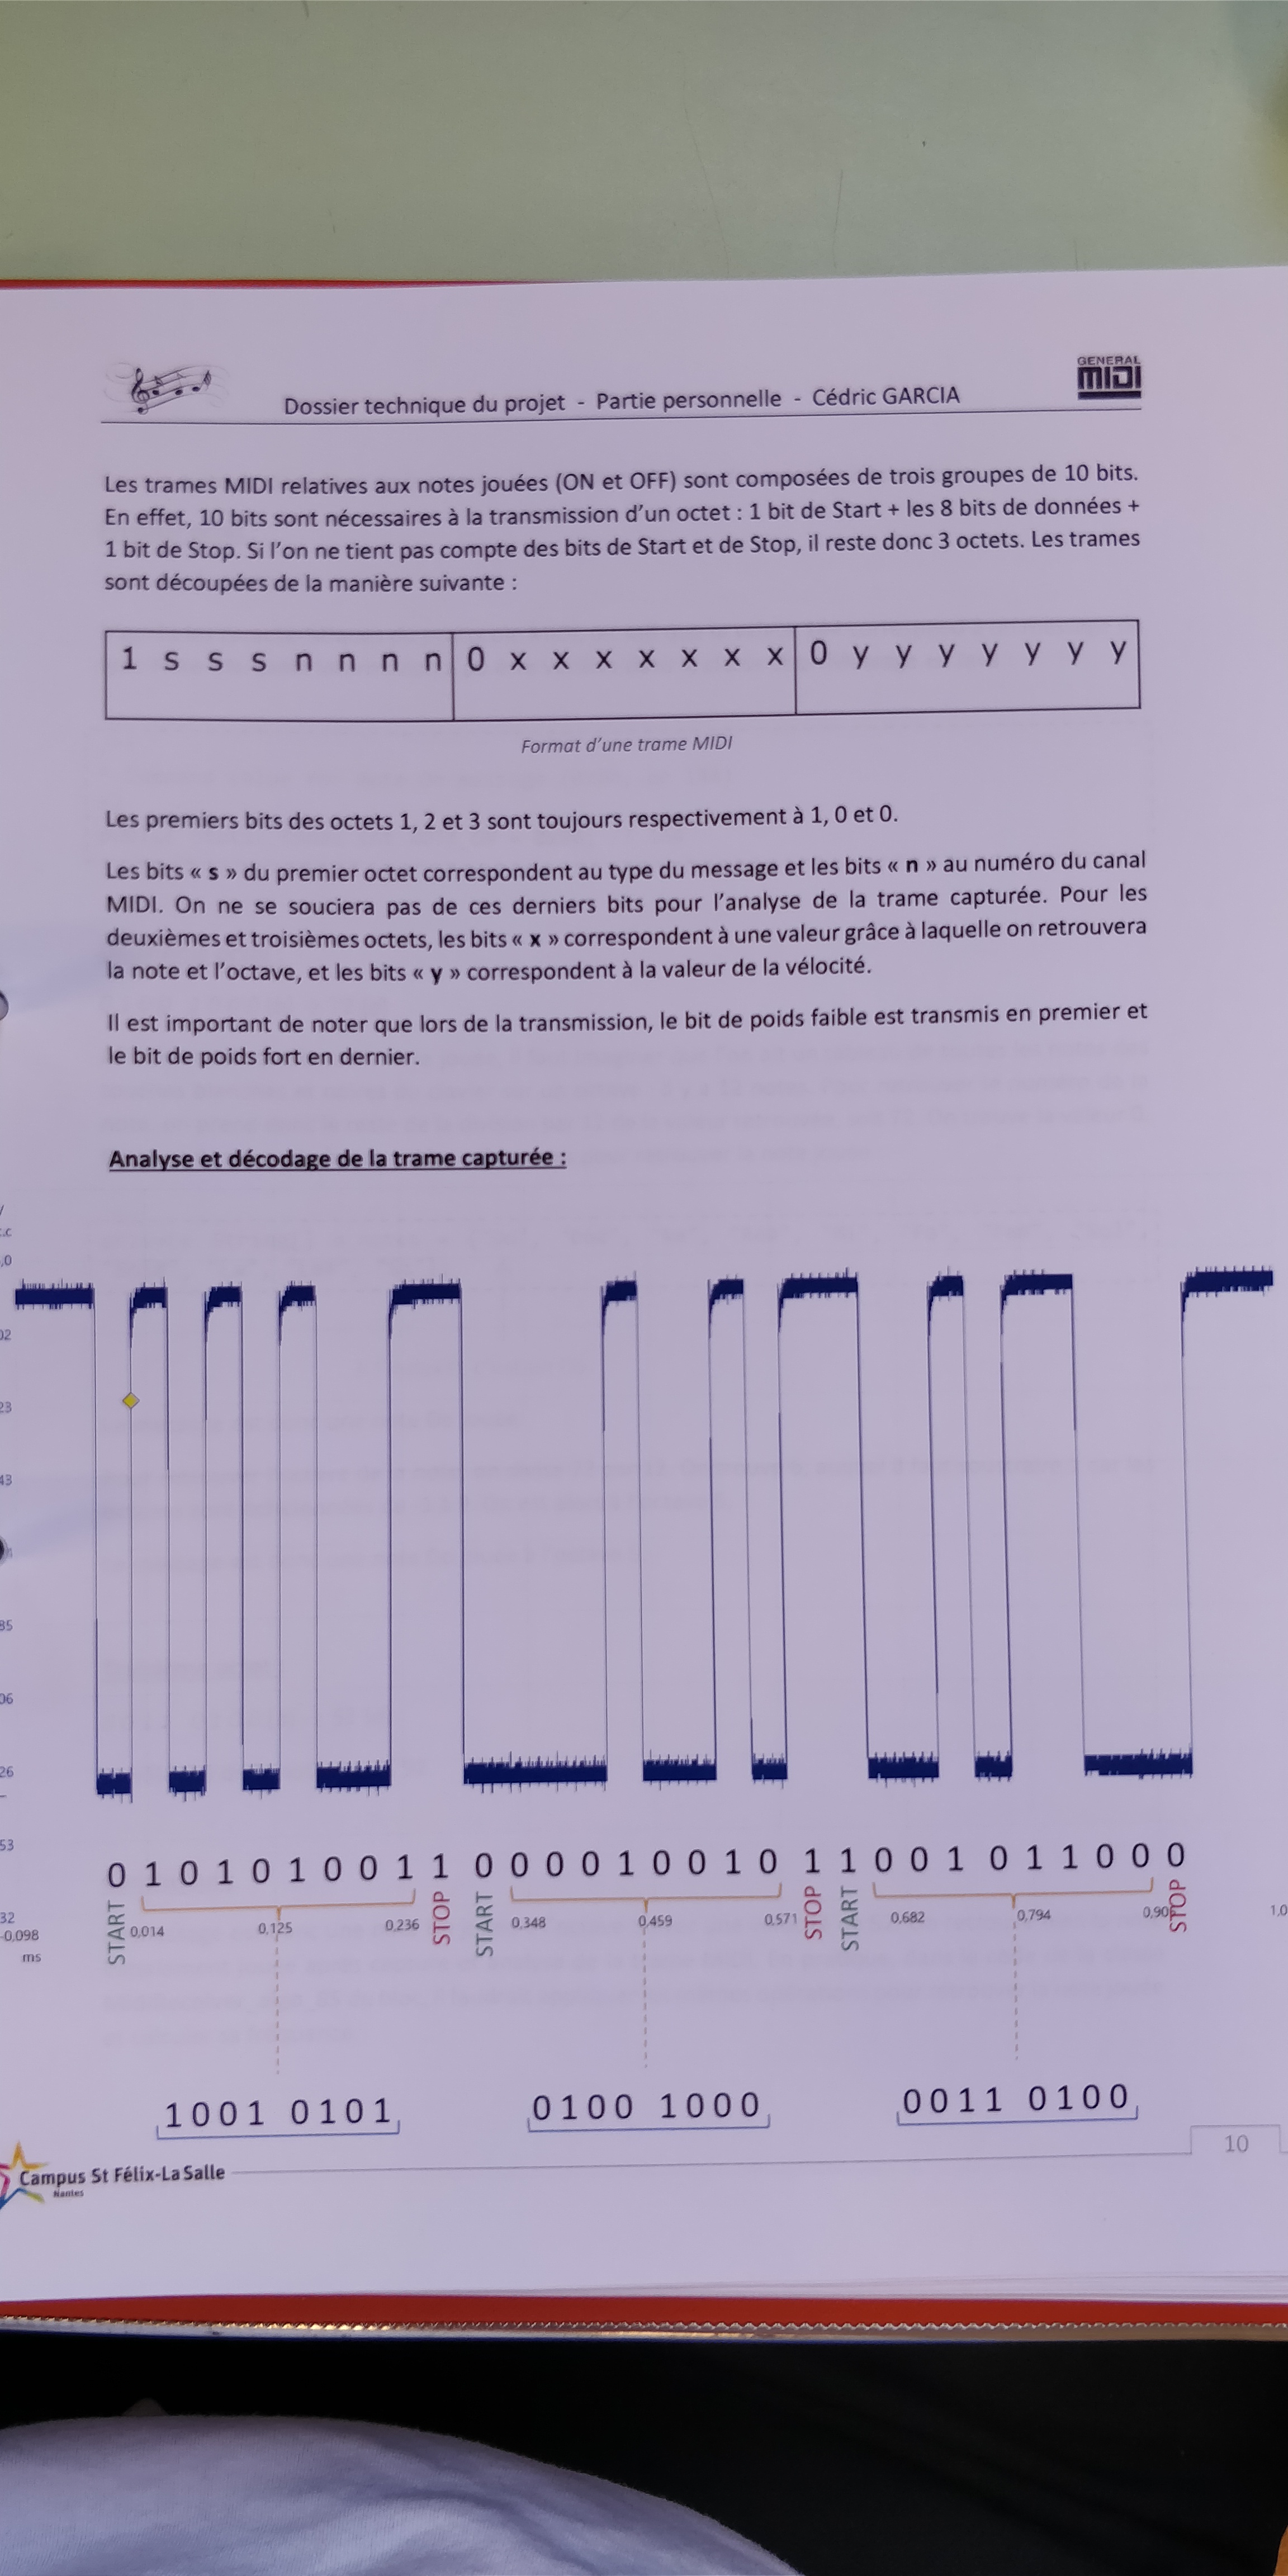 GENERAL
MIDI
Dossier technique du projet - Partie personnelle - Cédric GARCIA
Les trames MIDI relatives aux notes jouées (ON et OFF) sont composées de trois groupes de 10 bits.
En effet, 10 bits sont nécessaires à la transmission d'un octet : 1 bit de Start + les 8 bits de données +
1 bit de Stop. Si l'on ne tient pas compte des bits de Start et de Stop, il reste donc 3 octets. Les trames
sont découpées de la manière suivante :
1 s s s n n n n 0 x x x x x x x 0 y y y y y y y
Format d'une trame MIDI
Les premiers bits des octets 1, 2 et 3 sont toujours respectivement à 1, 0 et 0.
Les bits « s » du premier octet correspondent au type du message et les bits « n » au numéro du canal
MIDI. On ne se souciera pas de ces derniers bits pour l'analyse de la trame capturée. Pour les
deuxièmes et troisièmes octets, les bits « x » correspondent à une valeur grâce à laquelle on retrouvera
la note et l'octave, et les bits « y » correspondent à la valeur de la vélocité.
Il est important de noter que lors de la transmission, le bit de poids faible est transmis en premier et
le bit de poids fort en dernier.
Analyse et décodage de la trame capturée :
,0
02
23
43
85
06
26
53
0 1 0 1 0 1 0 0 1 1 0 0 0 0 1 0 0 1 0 1 1 0 0 1 0 1 1 0 0 0
START STOP START STOP START STOP
32
-0,098 0,014 0,125 0,236 0,348 0,459 0,571 0,682 0,794 0,90 1,0
ms
1001 0101 0100 1000 0011 0100
10
Campus St Félix-La Salle
Nantes